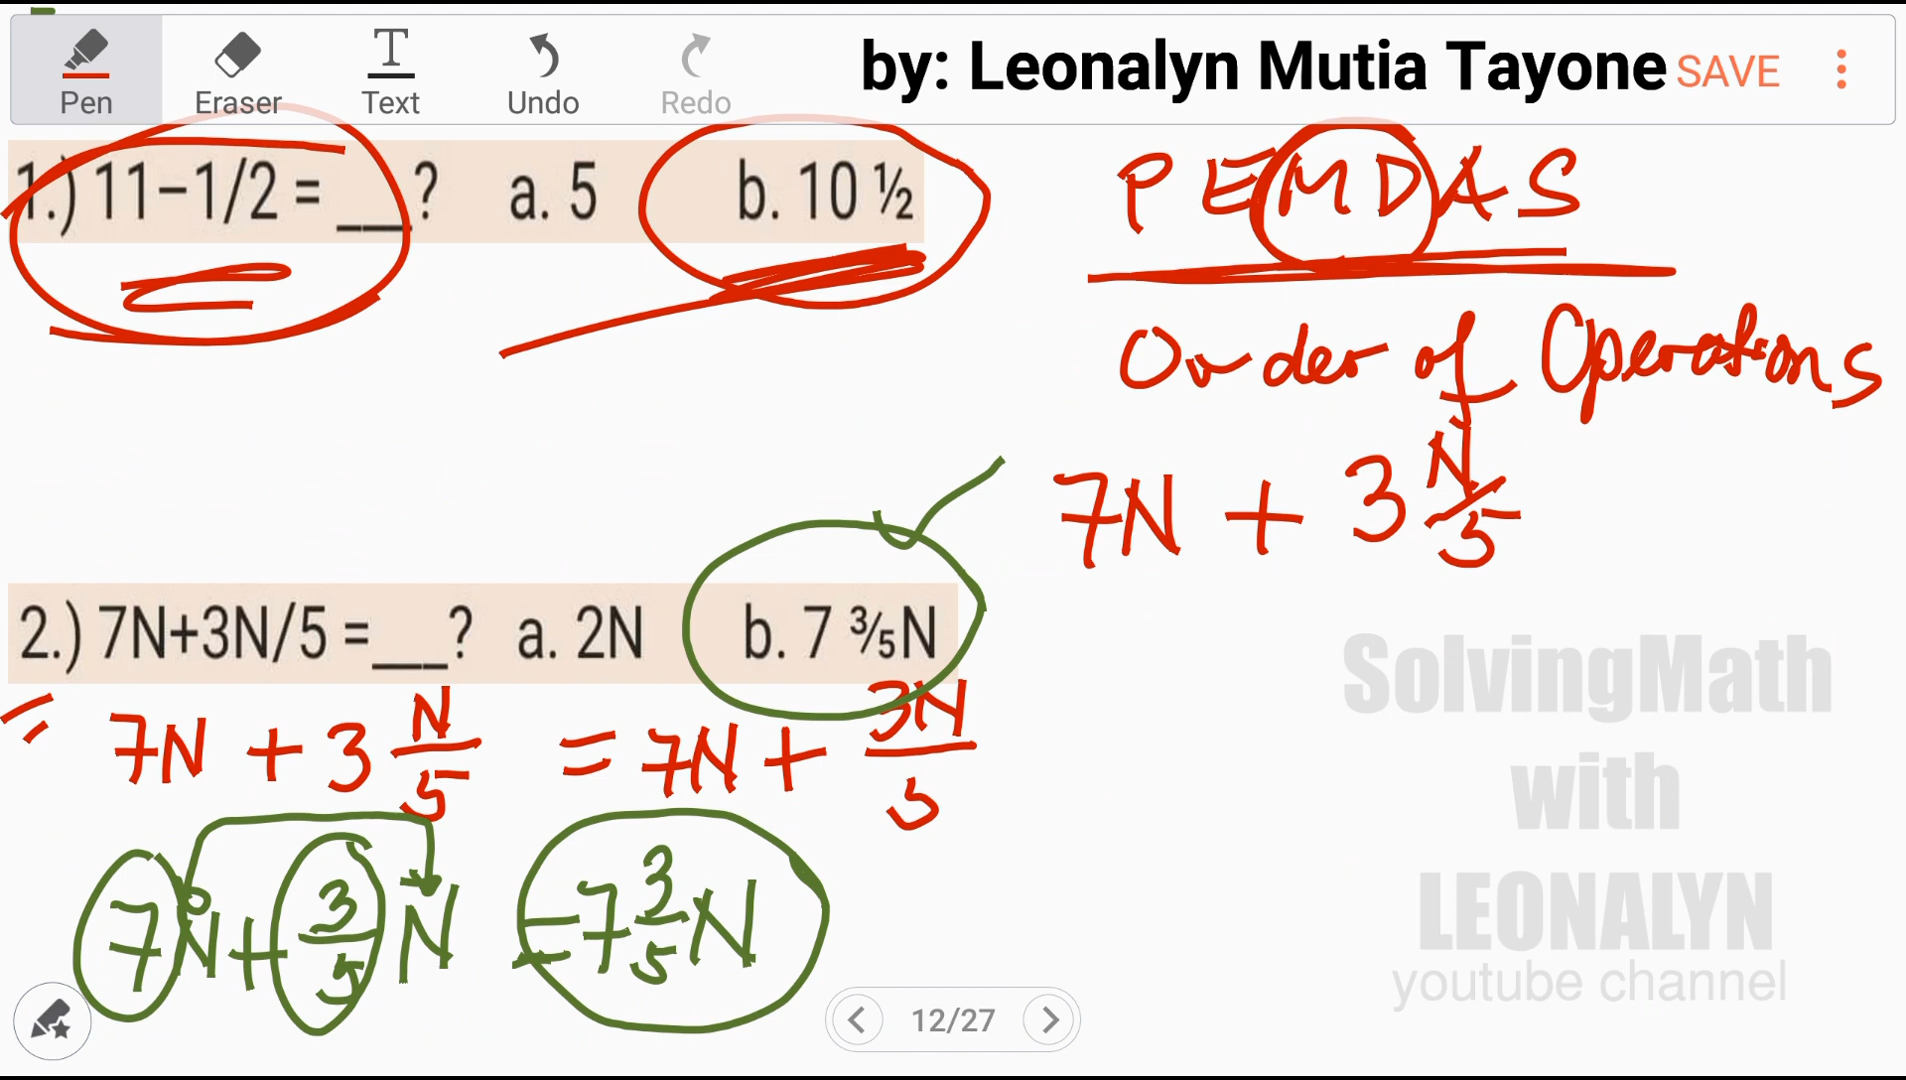 Pen Eraser Text Undo Redo by: Leonalyn Mutia Tayone SAVE
1.) 11-1/2 = ___? a. 5 b. 10 ½
PEMDAS
Order of Operations
7N + 3 N/5
2.) 7N+3N/5 =___? a. 2N b. 7 ⅗N
= 7N + 3 N/5 = 7N + 3N/5
7N + 3/5 N = 7 3/5 N
SolvingMath
with
LEONALYN
youtube channel
12/27